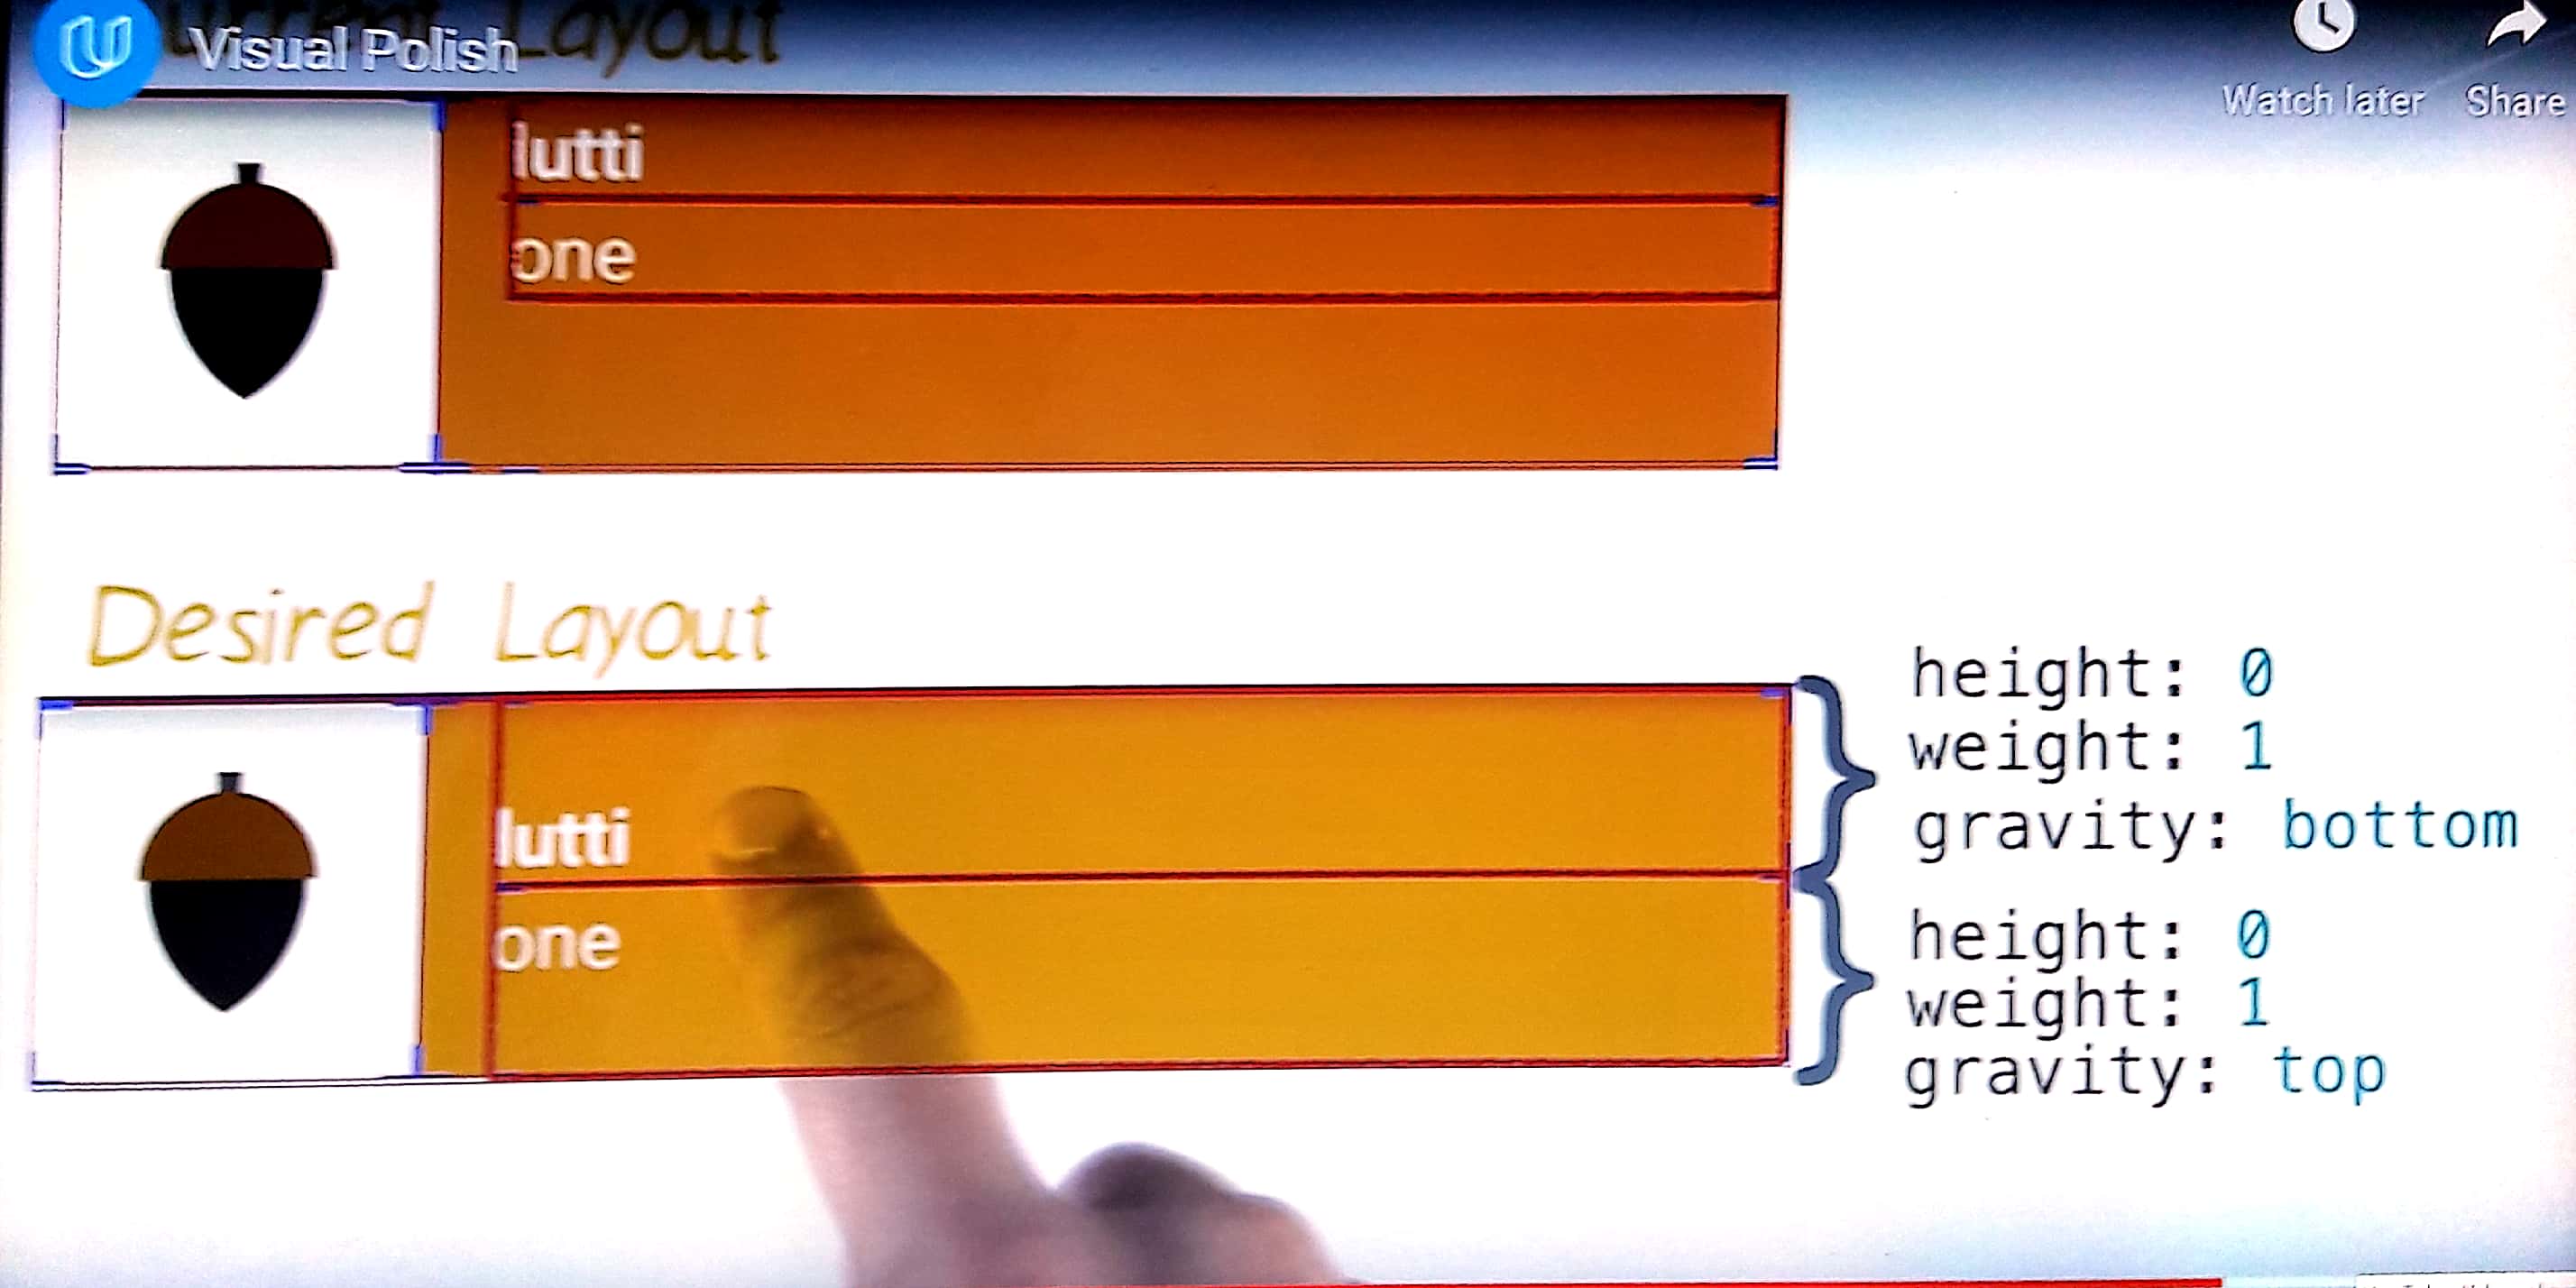 Visual Polish
Layout
Watch later
Share
lutti
one
Desired Layout
lutti
one
height: 0
weight: 1
gravity: bottom
height: 0
weight: 1
gravity: top